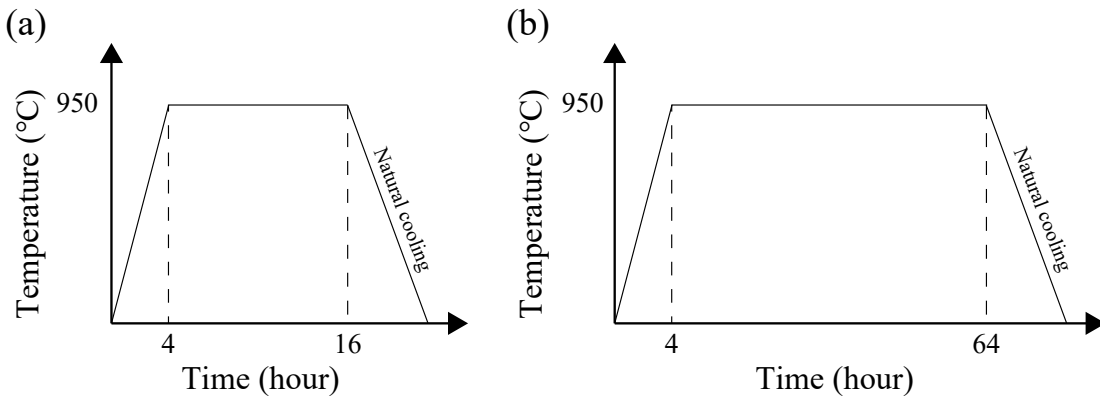 (a)
Temperature (°C)
950
Natural cooling
4
16
Time (hour)
(b)
Temperature (°C)
950
Natural cooling
4
64
Time (hour)